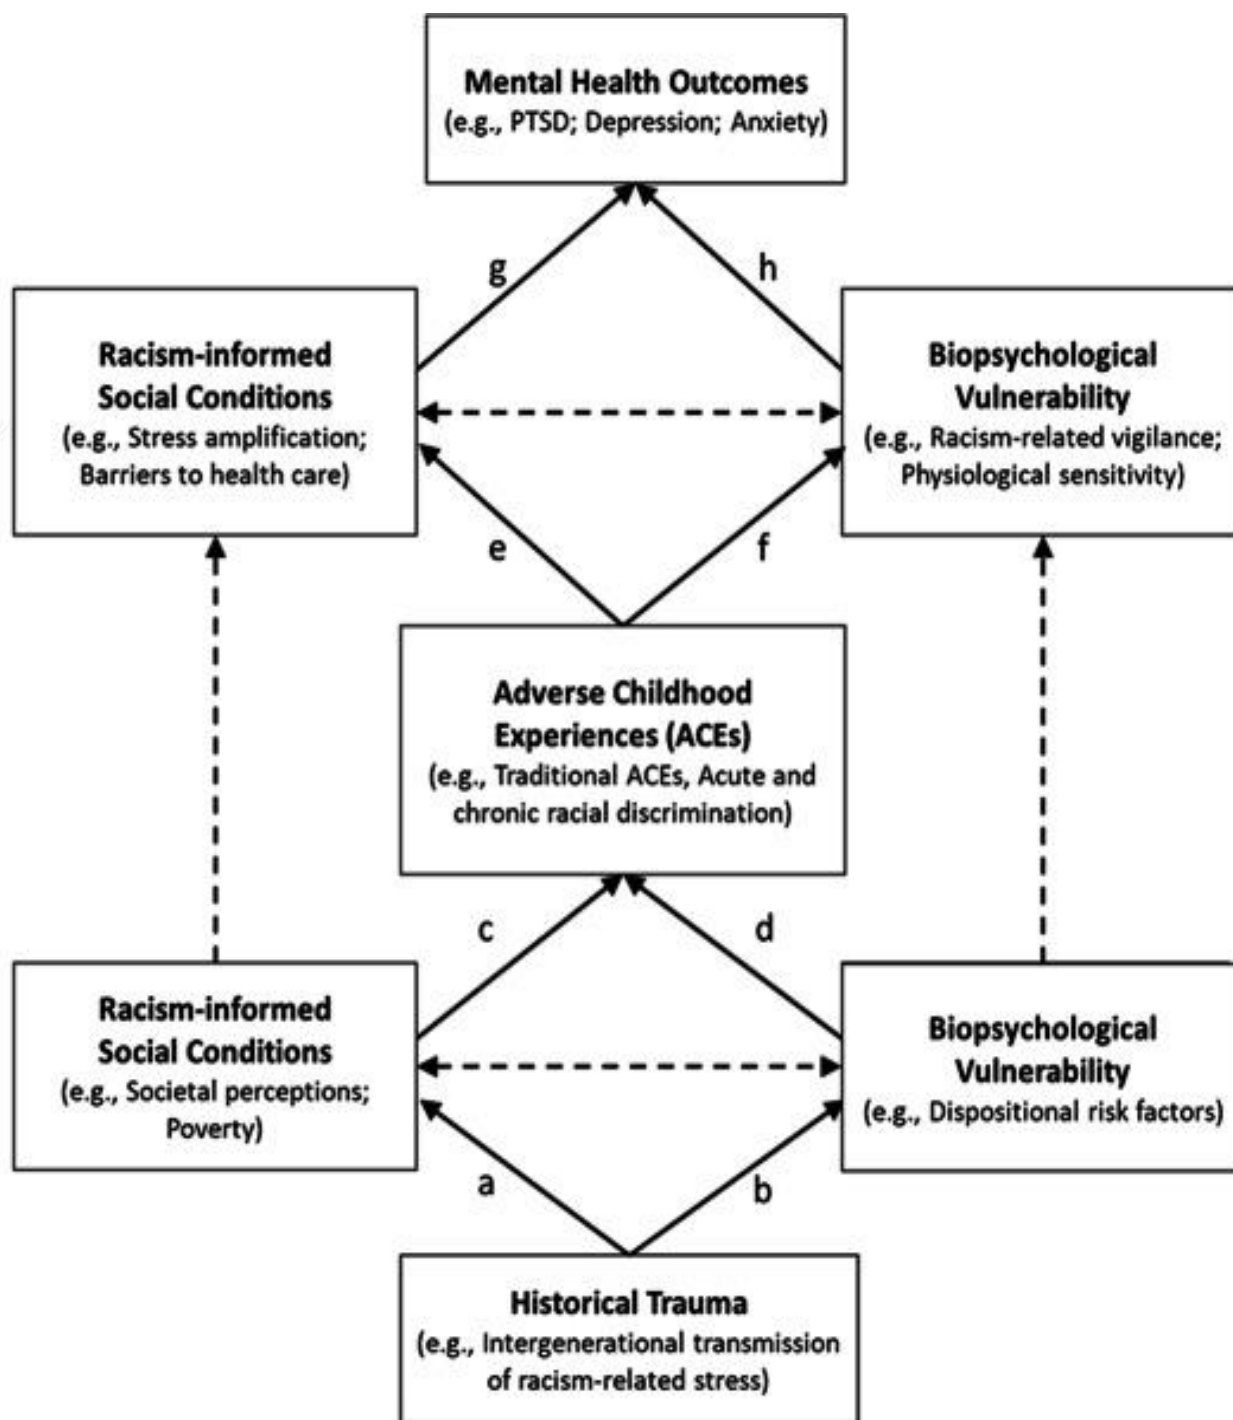 Mental Health Outcomes
(e.g., PTSD; Depression; Anxiety)
g
h
Racism-informed
Social Conditions
(e.g., Stress amplification;
Barriers to health care)
Biopsychological
Vulnerability
(e.g., Racism-related vigilance;
Physiological sensitivity)
e
f
Adverse Childhood
Experiences (ACEs)
(e.g., Traditional ACEs, Acute and
chronic racial discrimination)
c
d
Racism-informed
Social Conditions
(e.g., Societal perceptions;
Poverty)
Biopsychological
Vulnerability
(e.g., Dispositional risk factors)
a
b
Historical Trauma
(e.g., Intergenerational transmission
of racism-related stress)